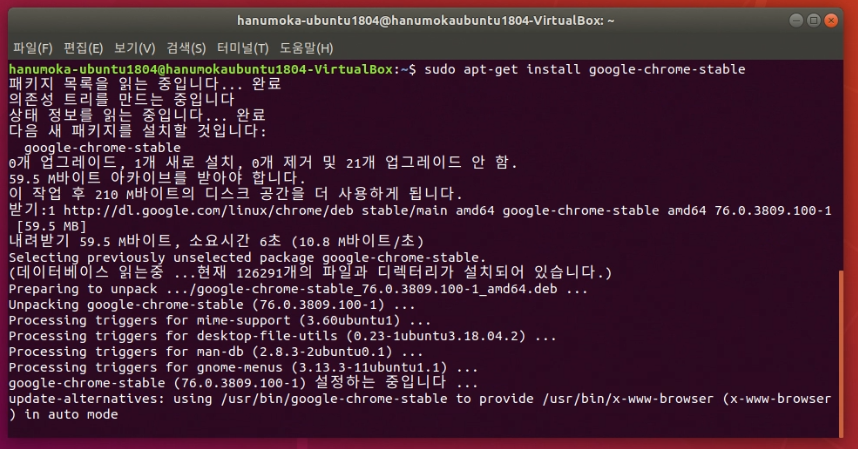 hanumoka-ubuntu1804@hanumokaubuntu1804-VirtualBox: ~
파일(F) 편집(E) 보기(V) 검색(S) 터미널(T) 도움말(H)
hanumoka-ubuntu1804@hanumokaubuntu1804-VirtualBox:~$ sudo apt-get install google-chrome-stable
패키지 목록을 읽는 중입니다... 완료
의존성 트리를 만드는 중입니다
상태 정보를 읽는 중입니다... 완료
다음 새 패키지를 설치할 것입니다:
google-chrome-stable
0개 업그레이드, 1개 새로 설치, 0개 제거 및 21개 업그레이드 안 함.
59.5 M바이트 아카이브를 받아야 합니다.
이 작업 후 210 M바이트의 디스크 공간을 더 사용하게 됩니다.
받기:1 http://dl.google.com/linux/chrome/deb stable/main amd64 google-chrome-stable amd64 76.0.3809.100-1
[59.5 MB]
내려받기 59.5 M바이트, 소요시간 6초 (10.8 M바이트/초)
Selecting previously unselected package google-chrome-stable.
(데이터베이스 읽는중 ...현재 126291개의 파일과 디렉터리가 설치되어 있습니다.)
Preparing to unpack .../google-chrome-stable_76.0.3809.100-1_amd64.deb ...
Unpacking google-chrome-stable (76.0.3809.100-1) ...
Processing triggers for mime-support (3.60ubuntu1) ...
Processing triggers for desktop-file-utils (0.23-1ubuntu3.18.04.2) ...
Processing triggers for man-db (2.8.3-2ubuntu0.1) ...
Processing triggers for gnome-menus (3.13.3-11ubuntu1.1) ...
google-chrome-stable (76.0.3809.100-1) 설정하는 중입니다 ...
update-alternatives: using /usr/bin/google-chrome-stable to provide /usr/bin/x-www-browser (x-www-browser
) in auto mode